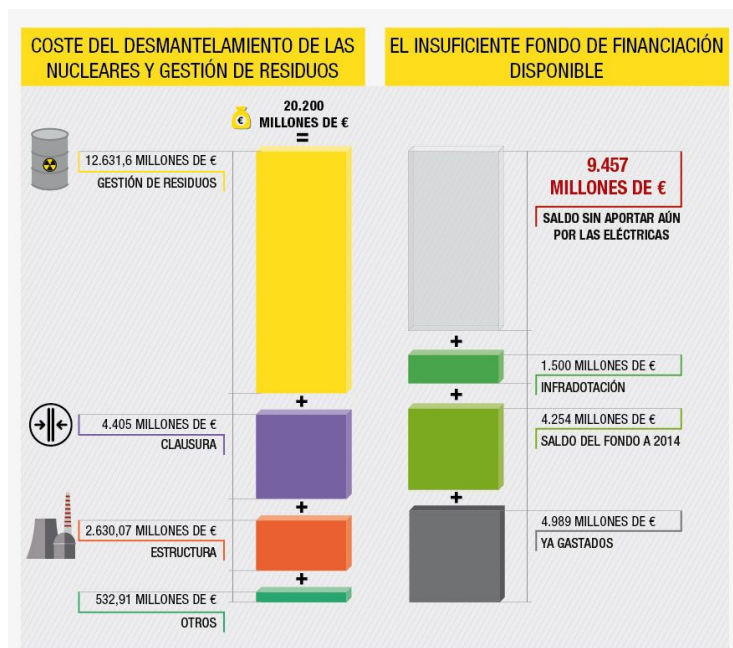 COSTE DEL DESMANTELAMIENTO DE LAS
NUCLEARES Y GESTIÓN DE RESIDUOS
20.200
MILLONES DE €
=
€
12.631,6 MILLONES DE €
GESTIÓN DE RESIDUOS
+
4.405 MILLONES DE €
CLAUSURA
+
2.630,07 MILLONES DE €
ESTRUCTURA
+
532,91 MILLONES DE €
OTROS
EL INSUFICIENTE FONDO DE FINANCIACIÓN
DISPONIBLE
9.457
MILLONES DE €
SALDO SIN APORTAR AÚN
POR LAS ELÉCTRICAS
+
1.500 MILLONES DE €
INFRADOTACIÓN
+
4.254 MILLONES DE €
SALDO DEL FONDO A 2014
+
4.989 MILLONES DE €
YA GASTADOS